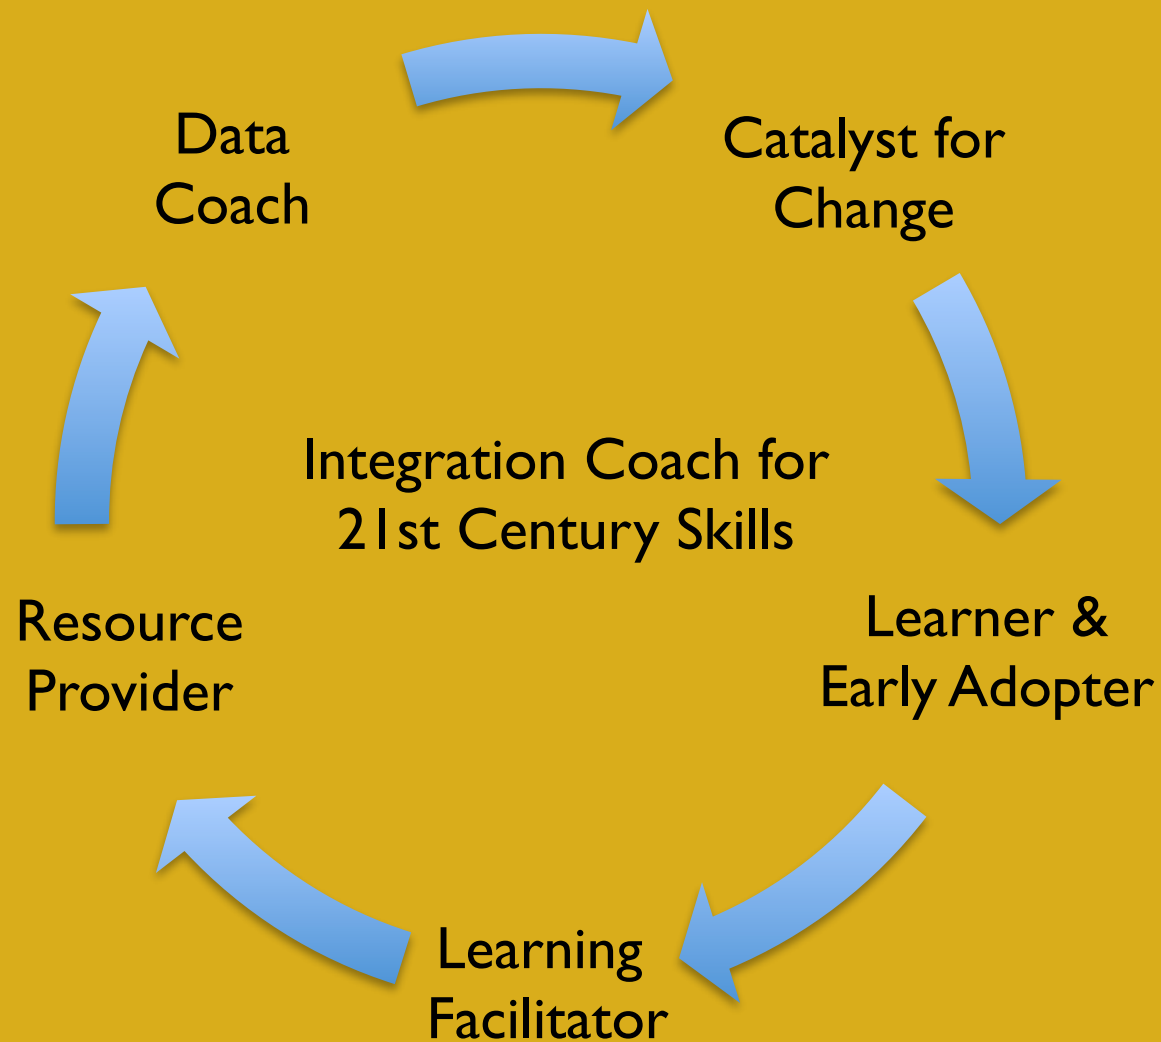 Data
Coach
Catalyst for
Change
Integration Coach for
21st Century Skills
Resource
Provider
Learner &
Early Adopter
Learning
Facilitator